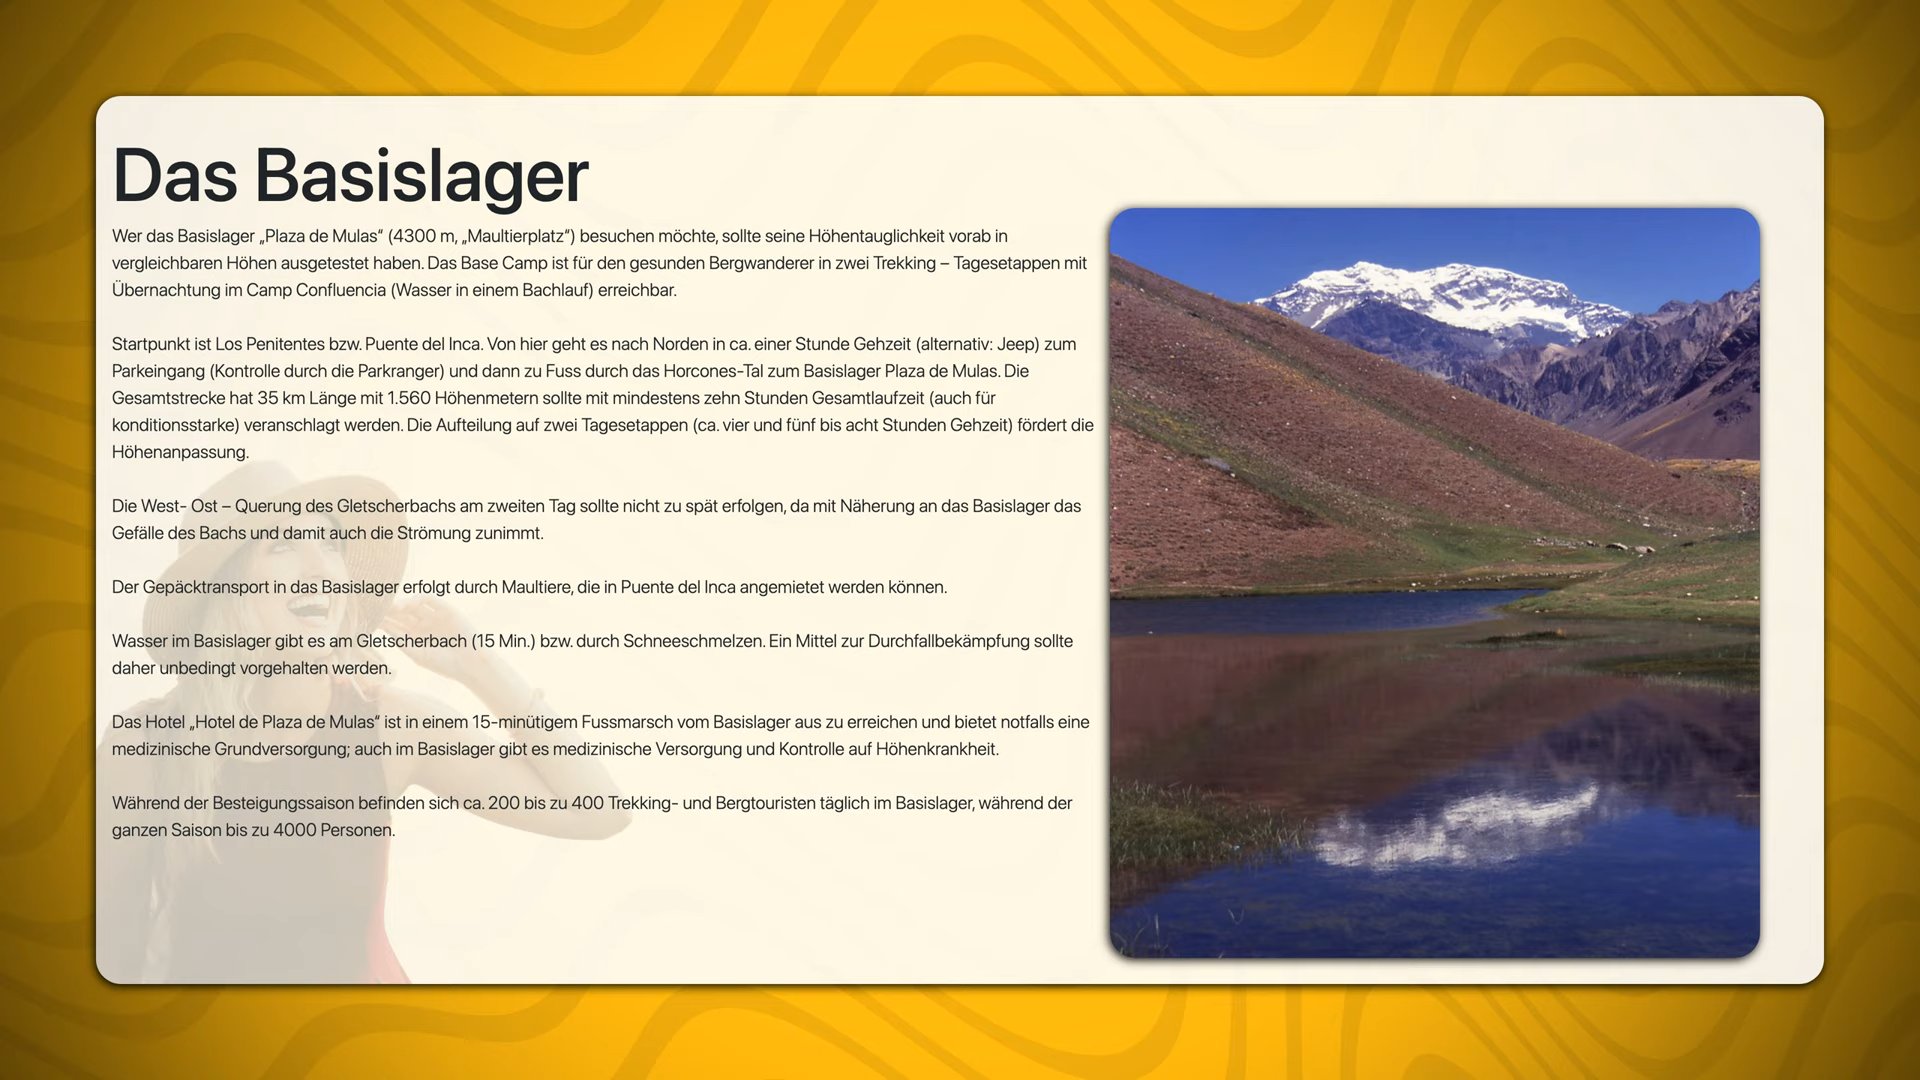 Das Basislager
Wer das Basislager „Plaza de Mulas“ (4300 m, „Maultierplatz“) besuchen möchte, sollte seine Höhentauglichkeit vorab in
vergleichbaren Höhen ausgetestet haben. Das Base Camp ist für den gesunden Bergwanderer in zwei Trekking – Tagesetappen mit
Übernachtung im Camp Confluencia (Wasser in einem Bachlauf) erreichbar.
Startpunkt ist Los Penitentes bzw. Puente del Inca. Von hier geht es nach Norden in ca. einer Stunde Gehzeit (alternativ: Jeep) zum
Parkeingang (Kontrolle durch die Parkranger) und dann zu Fuss durch das Horcones-Tal zum Basislager Plaza de Mulas. Die
Gesamtstrecke hat 35 km Länge mit 1.560 Höhenmetern sollte mit mindestens zehn Stunden Gesamtlaufzeit (auch für
konditionsstarke) veranschlagt werden. Die Aufteilung auf zwei Tagesetappen (ca. vier und fünf bis acht Stunden Gehzeit) fördert die
Höhenanpassung.
Die West- Ost – Querung des Gletscherbachs am zweiten Tag sollte nicht zu spät erfolgen, da mit Näherung an das Basislager das
Gefälle des Bachs und damit auch die Strömung zunimmt.
Der Gepäcktransport in das Basislager erfolgt durch Maultiere, die in Puente del Inca angemietet werden können.
Wasser im Basislager gibt es am Gletscherbach (15 Min.) bzw. durch Schneeschmelzen. Ein Mittel zur Durchfallbekämpfung sollte
daher unbedingt vorgehalten werden.
Das Hotel „Hotel de Plaza de Mulas“ ist in einem 15-minütigem Fussmarsch vom Basislager aus zu erreichen und bietet notfalls eine
medizinische Grundversorgung; auch im Basislager gibt es medizinische Versorgung und Kontrolle auf Höhenkrankheit.
Während der Besteigungssaison befinden sich ca. 200 bis zu 400 Trekking- und Bergtouristen täglich im Basislager, während der
ganzen Saison bis zu 4000 Personen.